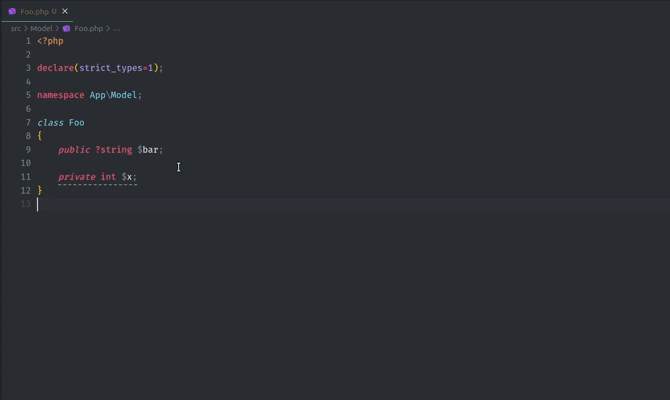 Foo.php U ×
src > Model > Foo.php > ...
1 <?php
2
3 declare(strict_types=1);
4
5 namespace App\Model;
6
7 class Foo
8 {
9     public ?string $bar;
10
11     private int $x;
12 }
13